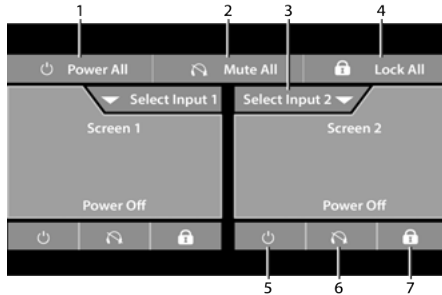 1 2 3 4
Power All Mute All Lock All
Select Input 1 Select Input 2
Screen 1 Screen 2
Power Off Power Off
5 6 7